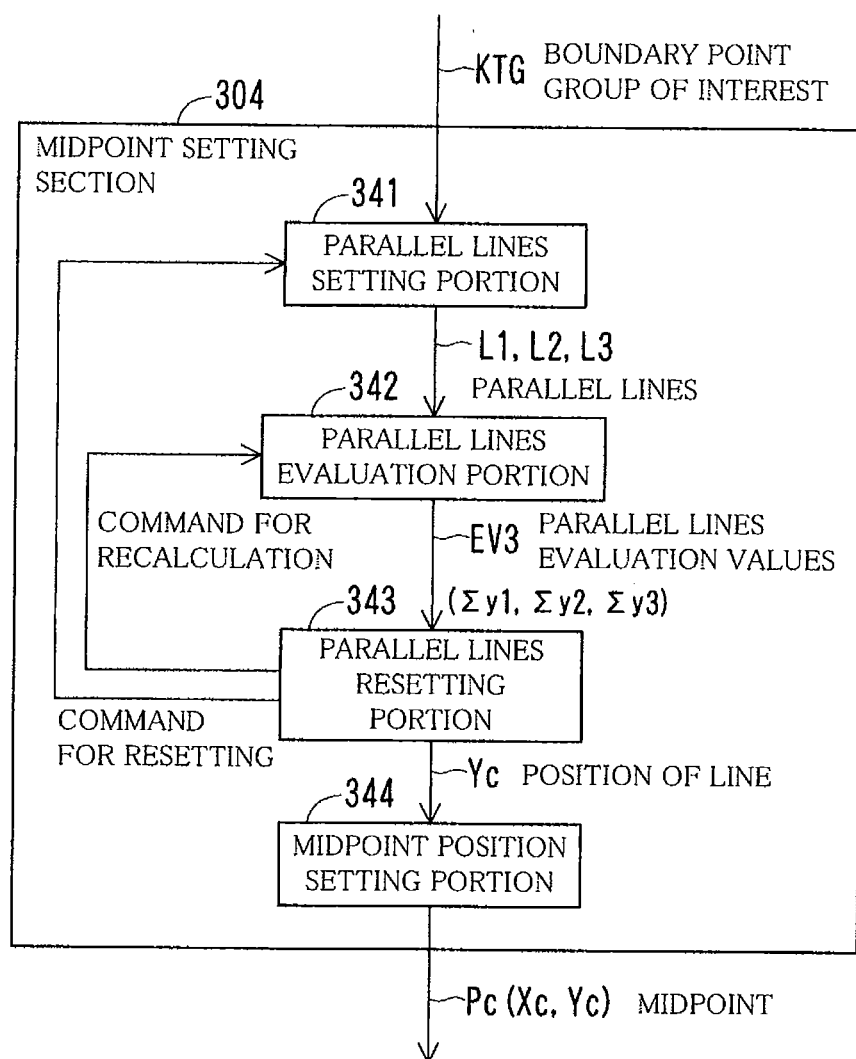 KTG BOUNDARY POINT
GROUP OF INTEREST
304
MIDPOINT SETTING
SECTION
341
PARALLEL LINES
SETTING PORTION
L1, L2, L3
PARALLEL LINES
342
PARALLEL LINES
EVALUATION PORTION
COMMAND FOR
RECALCULATION
EV3 PARALLEL LINES
EVALUATION VALUES
(Σy1, Σy2, Σy3)
343
PARALLEL LINES
RESETTING
PORTION
COMMAND
FOR RESETTING
Yc POSITION OF LINE
344
MIDPOINT POSITION
SETTING PORTION
Pc (Xc, Yc) MIDPOINT